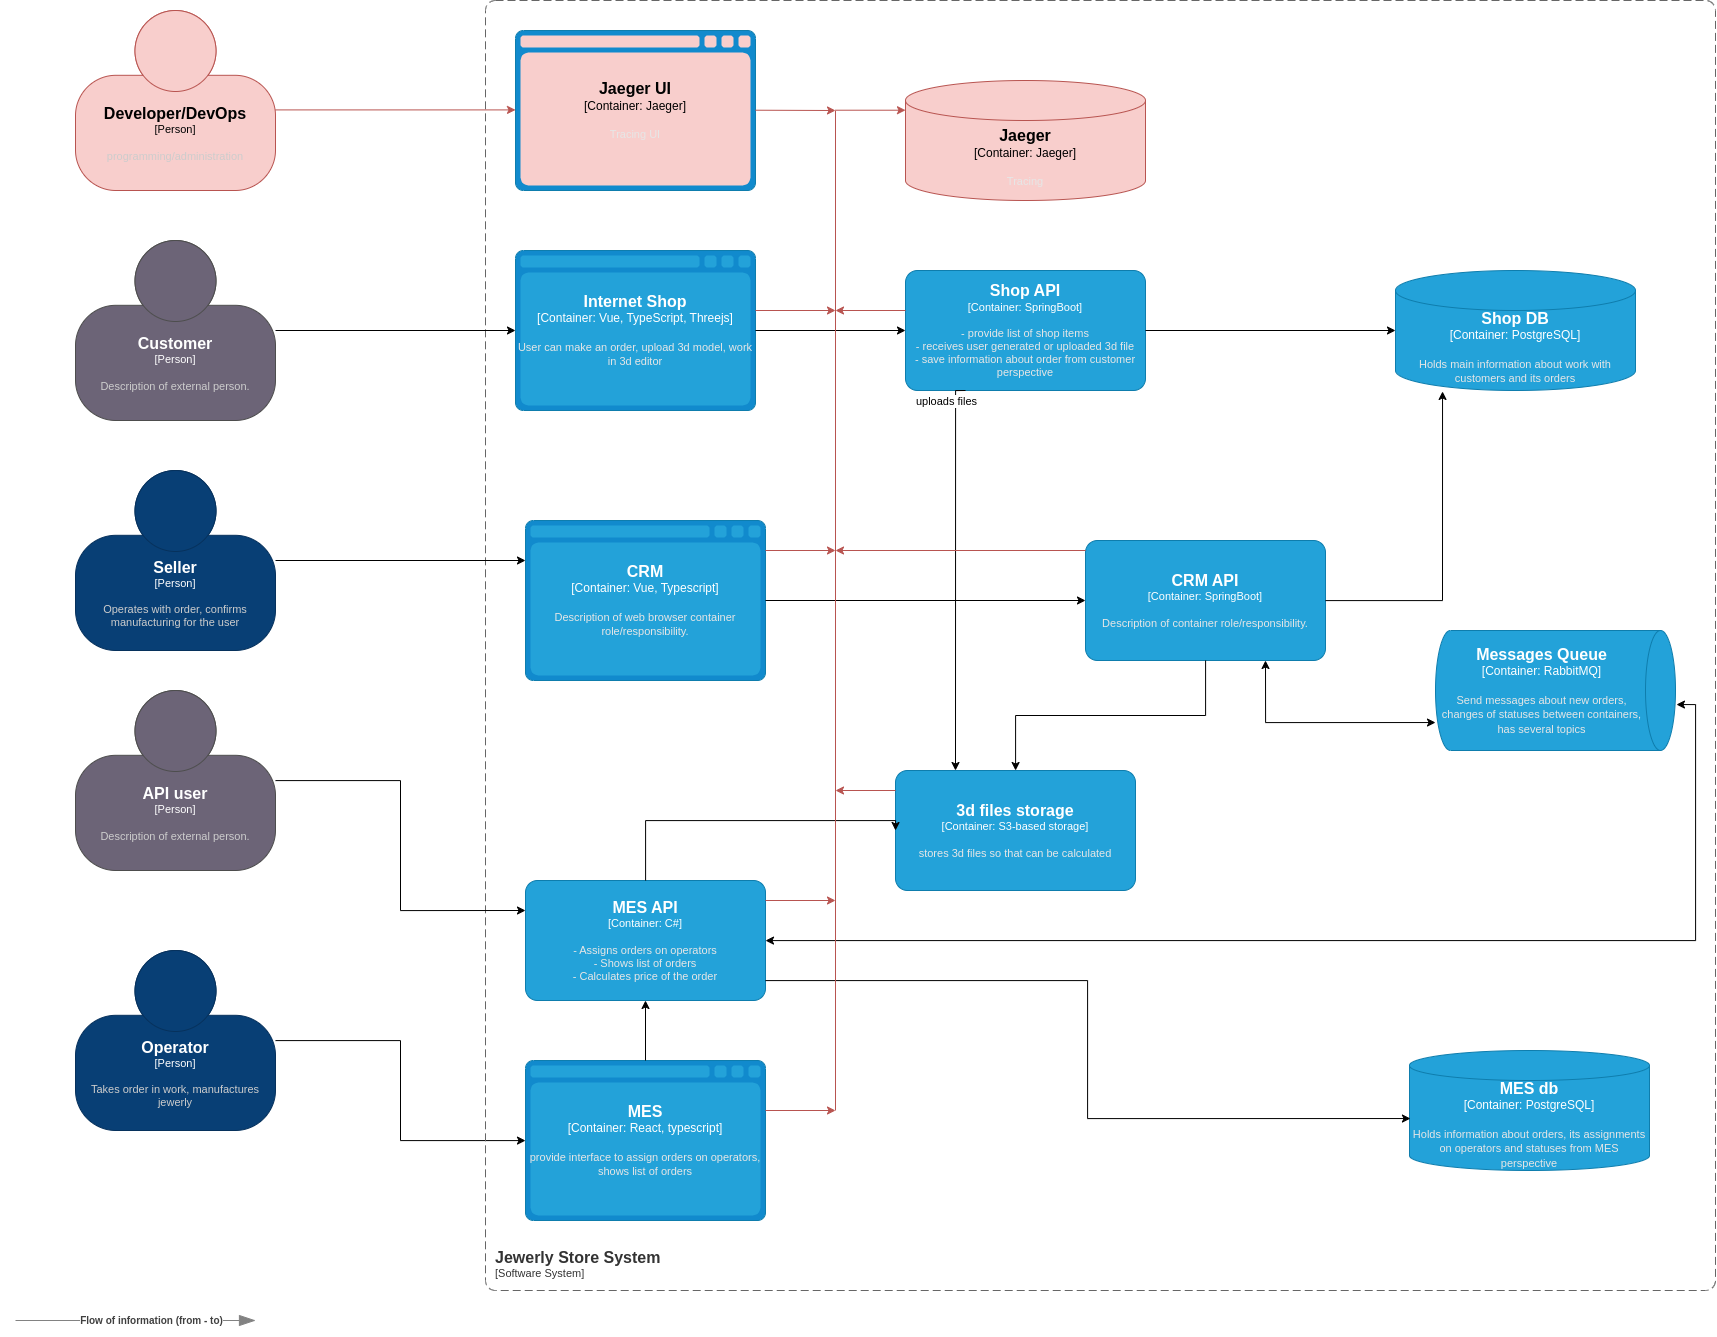 Developer/DevOps
[Person]
programming/administration
Jaeger UI
[Container: Jaeger]
Tracing UI
Jaeger
[Container: Jaeger]
Tracing
Customer
[Person]
Description of external person.
Internet Shop
[Container: Vue, TypeScript, Threejs]
User can make an order, upload 3d model, work
in 3d editor
Shop API
[Container: SpringBoot]
- provide list of shop items
- receives user generated or uploaded 3d file
- save information about order from customer
perspective
uploads files
Shop DB
[Container: PostgreSQL]
Holds main information about work with
customers and its orders
Seller
[Person]
Operates with order, confirms
manufacturing for the user
CRM
[Container: Vue, Typescript]
Description of web browser container
role/responsibility.
CRM API
[Container: SpringBoot]
Description of container role/responsibility.
Messages Queue
[Container: RabbitMQ]
Send messages about new orders,
changes of statuses between containers,
has several topics
API user
[Person]
Description of external person.
3d files storage
[Container: S3-based storage]
stores 3d files so that can be calculated
MES API
[Container: C#]
- Assigns orders on operators
- Shows list of orders
- Calculates price of the order
Operator
[Person]
Takes order in work, manufactures
jewerly
MES
[Container: React, typescript]
provide interface to assign orders on operators,
shows list of orders
MES db
[Container: PostgreSQL]
Holds information about orders, its assignments
on operators and statuses from MES
perspective
Jewerly Store System
[Software System]
Flow of information (from - to)